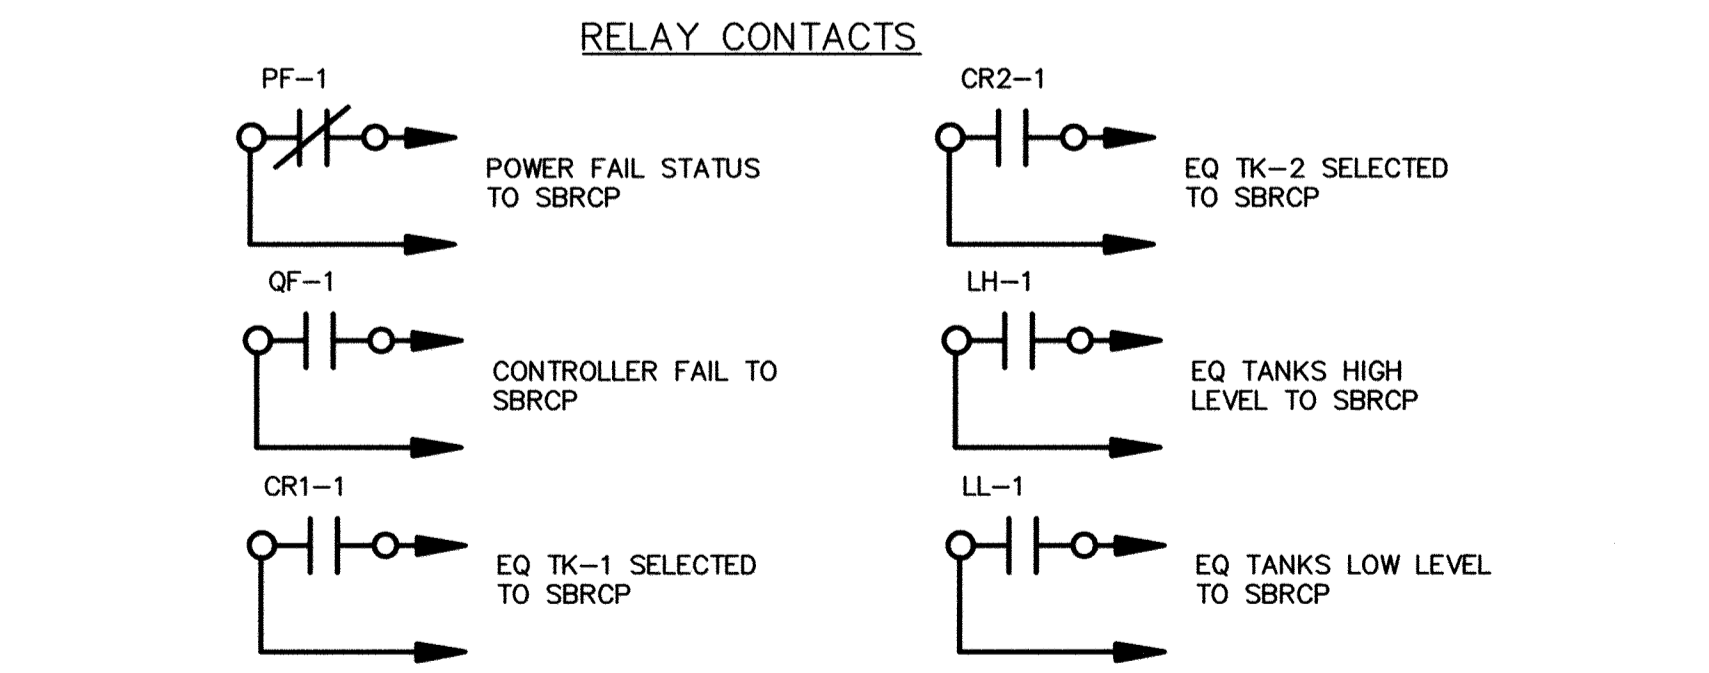 RELAY CONTACTS
PF-1
POWER FAIL STATUS
TO SBRCP
QF-1
CONTROLLER FAIL TO
SBRCP
CR1-1
EQ TK-1 SELECTED
TO SBRCP
CR2-1
EQ TK-2 SELECTED
TO SBRCP
LH-1
EQ TANKS HIGH
LEVEL TO SBRCP
LL-1
EQ TANKS LOW LEVEL
TO SBRCP